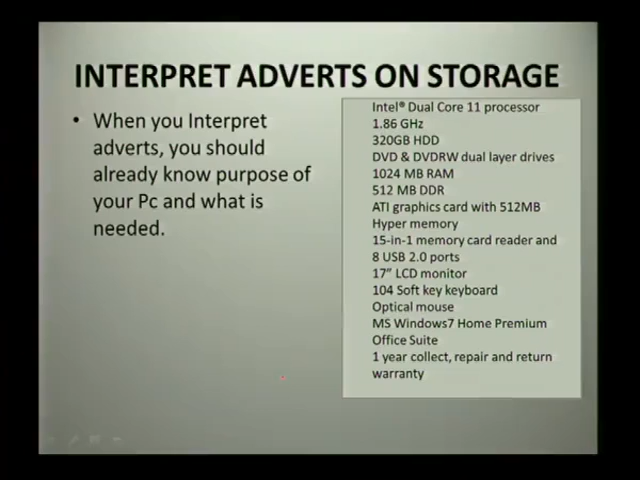 INTERPRET ADVERTS ON STORAGE
• When you Interpret
adverts, you should
already know purpose of
your Pc and what is
needed.
Intel® Dual Core 11 processor
1.86 GHz
320GB HDD
DVD & DVDRW dual layer drives
1024 MB RAM
512 MB DDR
ATI graphics card with 512MB
Hyper memory
15-in-1 memory card reader and
8 USB 2.0 ports
17” LCD monitor
104 Soft key keyboard
Optical mouse
MS Windows7 Home Premium
Office Suite
1 year collect, repair and return
warranty